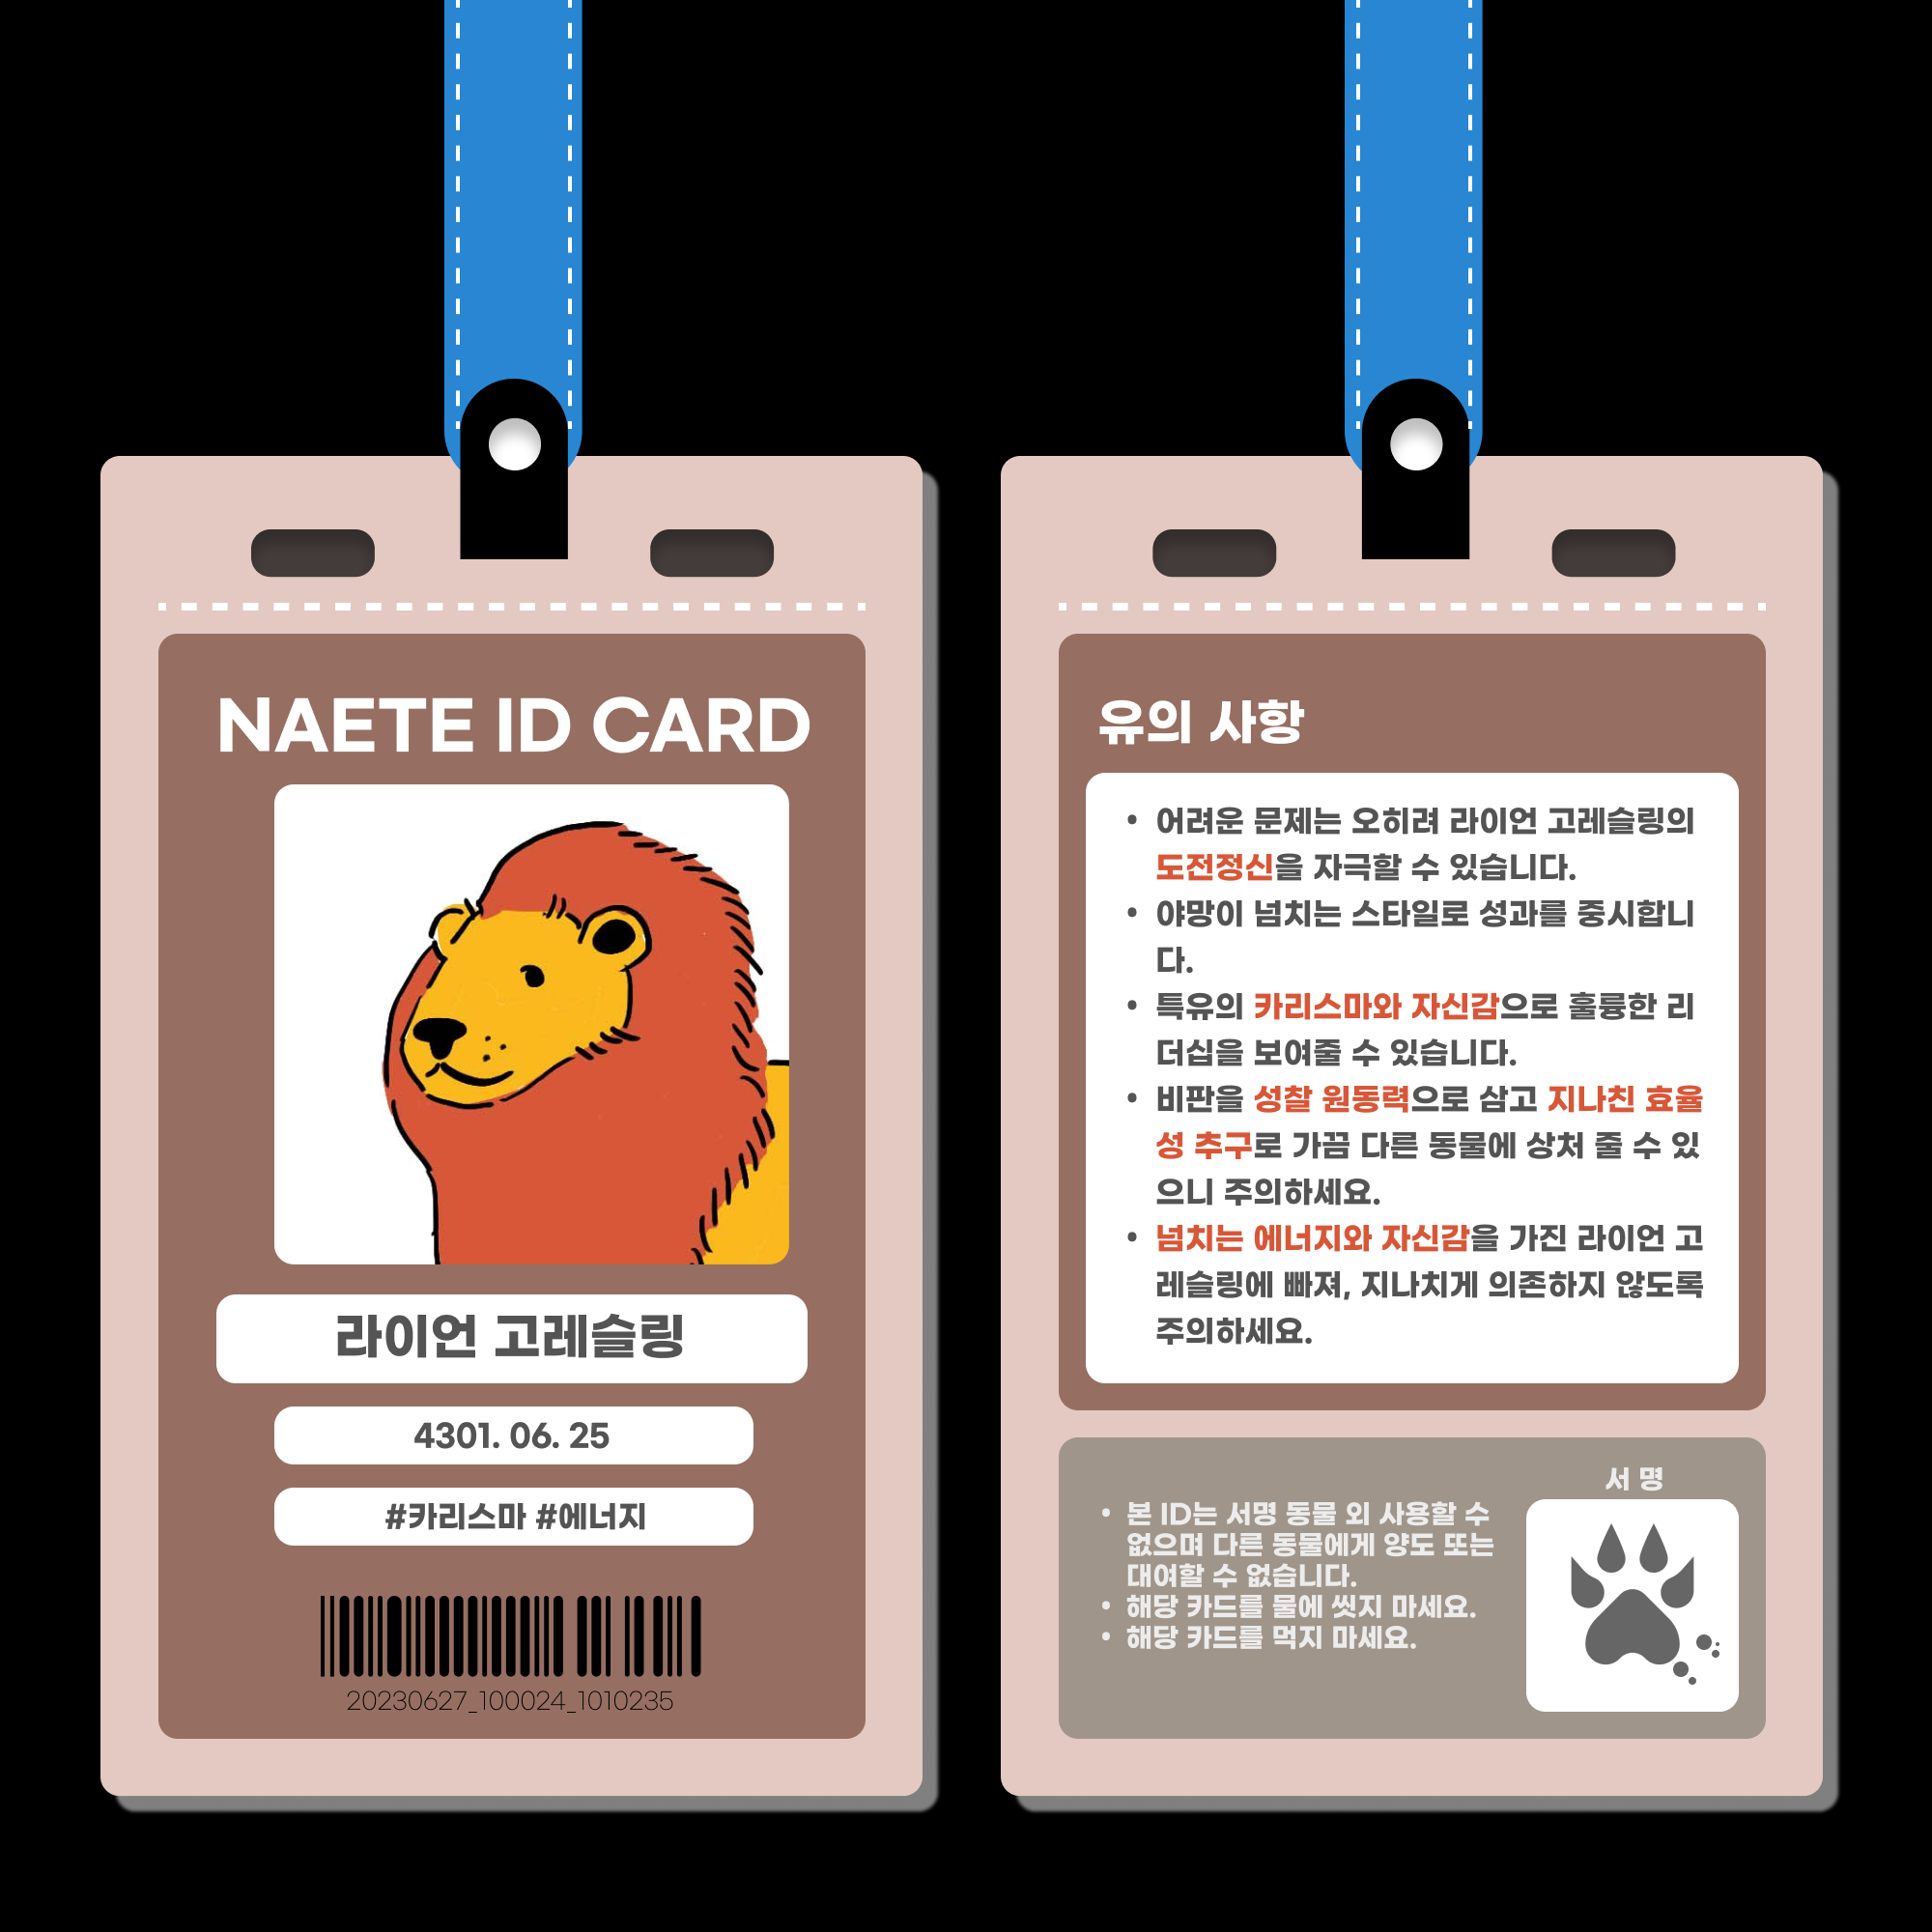 NAETE ID CARD
라이언 고레슬링
4301. 06. 25
#카리스마 #에너지
20230627_100024_1010235
유의 사항
• 어려운 문제는 오히려 라이언 고레슬링의
도전정신을 자극할 수 있습니다.
• 야망이 넘치는 스타일로 성과를 중시합니
다.
• 특유의 카리스마와 자신감으로 훌륭한 리
더십을 보여줄 수 있습니다.
• 비판을 성찰 원동력으로 삼고 지나친 효율
성 추구로 가끔 다른 동물에 상처 줄 수 있
으니 주의하세요.
• 넘치는 에너지와 자신감을 가진 라이언 고
레슬링에 빠져, 지나치게 의존하지 않도록
주의하세요.
서 명
• 본 ID는 서명 동물 외 사용할 수
없으며 다른 동물에게 양도 또는
대여할 수 없습니다.
• 해당 카드를 물에 씻지 마세요.
• 해당 카드를 먹지 마세요.